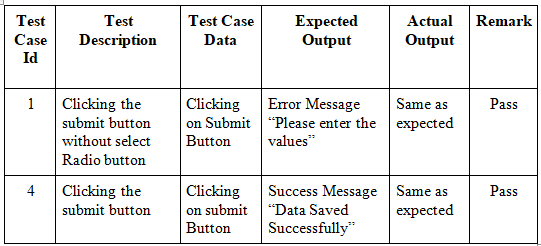 Test Case Id
Test Description
Test Case Data
Expected Output
Actual Output
Remark
1
Clicking the
submit button
without select
Radio button
Clicking
on Submit
Button
Error Message
“Please enter the
values”
Same as
expected
Pass
4
Clicking the
submit button
Clicking
on submit
Button
Success Message
“Data Saved
Successfully”
Same as
expected
Pass